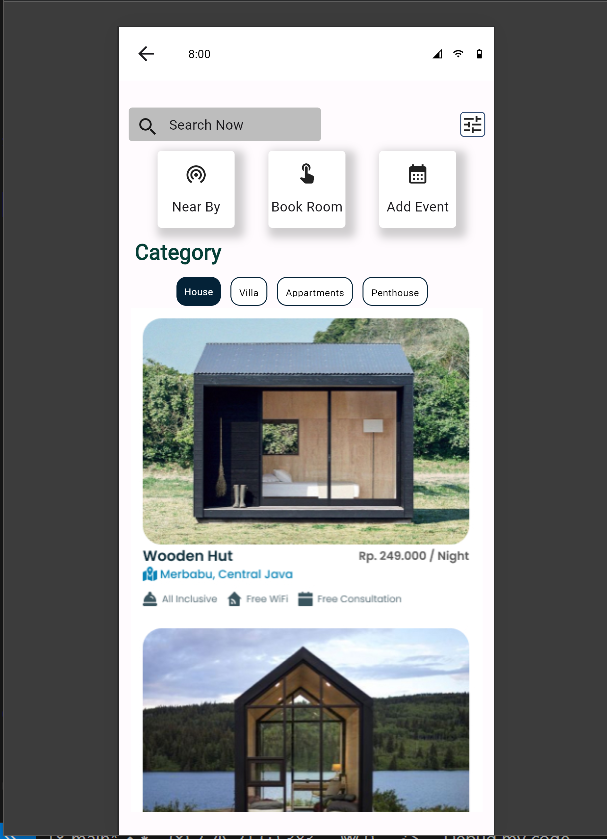 8:00
Search Now
Near By
Book Room
Add Event
Category
House
Villa
Appartments
Penthouse
Wooden Hut
Rp. 249.000 / Night
Merbabu, Central Java
All Inclusive
Free WiFi
Free Consultation